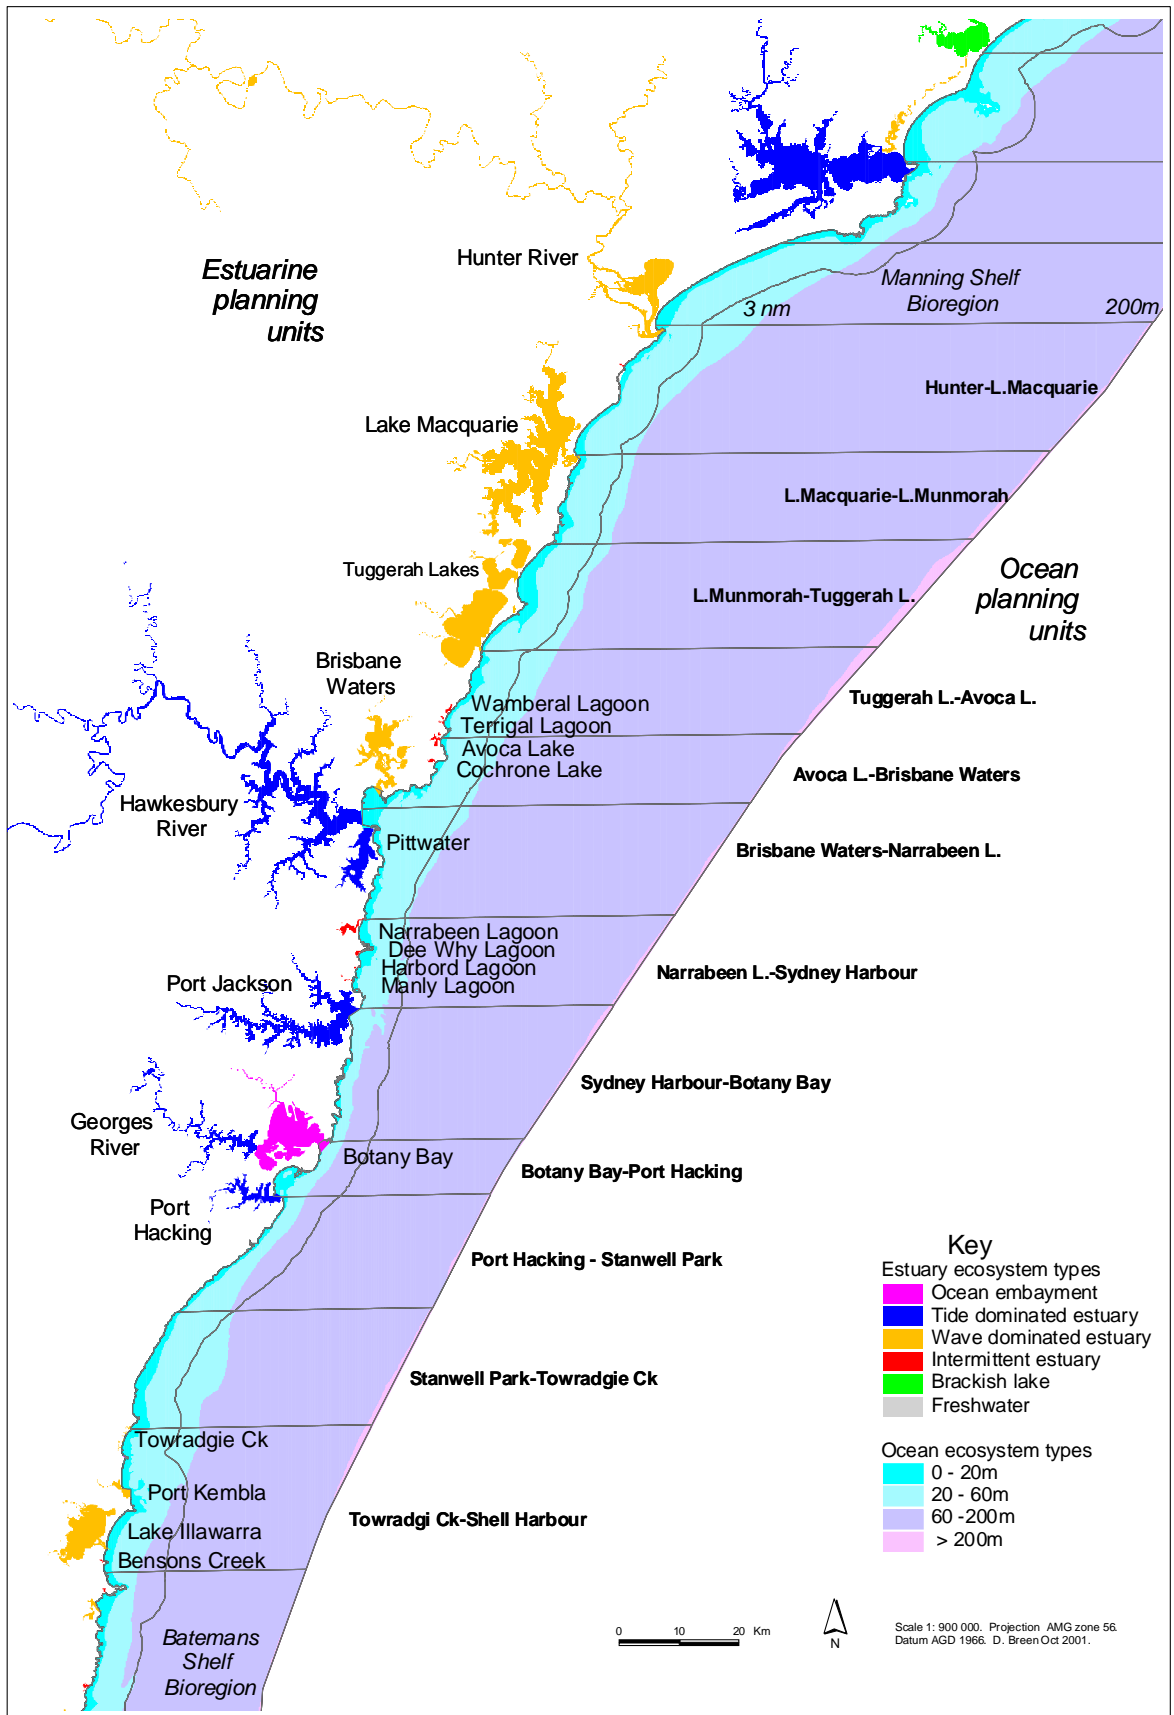 Estuarine
planning
units
Hunter River
Manning Shelf
Bioregion
3 nm
200m
Hunter-L.Macquarie
Lake Macquarie
L.Macquarie-L.Munmorah
Tuggerah Lakes
L.Munmorah-Tuggerah L.
Ocean
planning
units
Brisbane
Waters
Wamberal Lagoon
Terrigal Lagoon
Avoca Lake
Cochrone Lake
Tuggerah L.-Avoca L.
Avoca L.-Brisbane Waters
Hawkesbury
River
Pittwater
Brisbane Waters-Narrabeen L.
Narrabeen Lagoon
Dee Why Lagoon
Harbord Lagoon
Manly Lagoon
Port Jackson
Narrabeen L.-Sydney Harbour
Sydney Harbour-Botany Bay
Georges
River
Botany Bay
Botany Bay-Port Hacking
Port
Hacking
Port Hacking - Stanwell Park
Stanwell Park-Towradgie Ck
Towradgie Ck
Port Kembla
Lake Illawarra
Bensons Creek
Towradgi Ck-Shell Harbour
Batemans
Shelf
Bioregion
Key
Estuary ecosystem types
Ocean embayment
Tide dominated estuary
Wave dominated estuary
Intermittent estuary
Brackish lake
Freshwater
Ocean ecosystem types
0 - 20m
20 - 60m
60 -200m
> 200m
0 10 20 Km
N
Scale 1: 900 000. Projection AMG zone 56.
Datum AGD 1966. D. Breen Oct 2001.